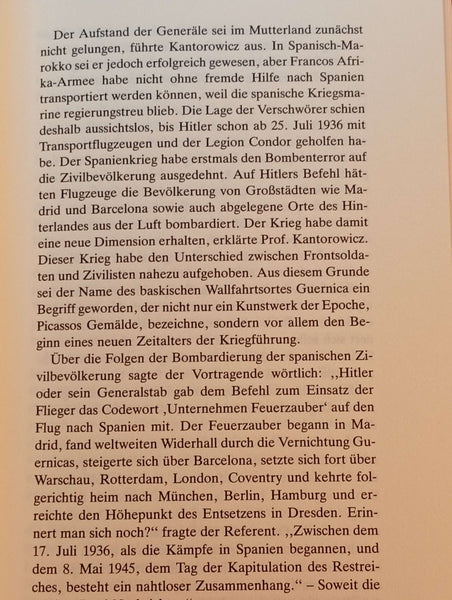 Der Aufstand der Generäle sei im Mutterland zunächst
nicht gelungen, führte Kantorowicz aus. In Spanisch-Ma-
rokko sei er jedoch erfolgreich gewesen, aber Francos Afri-
ka-Armee habe nicht ohne fremde Hilfe nach Spanien
transportiert werden können, weil die spanische Kriegsma-
rine regierungstreu blieb. Die Lage der Verschwörer schien
deshalb aussichtslos, bis Hitler schon ab 25. Juli 1936 mit
Transportflugzeugen und der Legion Condor geholfen ha-
be. Der Spanienkrieg habe erstmals den Bombenterror auf
die Zivilbevölkerung ausgedehnt. Auf Hitlers Befehl hät-
ten Flugzeuge die Bevölkerung von Großstädten wie Ma-
drid und Barcelona sowie auch abgelegene Orte des Hin-
terlandes aus der Luft bombardiert. Der Krieg habe damit
eine neue Dimension erhalten, erklärte Prof. Kantorowicz.
Dieser Krieg habe den Unterschied zwischen Frontsolda-
ten und Zivilisten nahezu aufgehoben. Aus diesem Grunde
sei der Name des baskischen Wallfahrtsortes Guernica ein
Begriff geworden, der nicht nur ein Kunstwerk der Epoche,
Picassos Gemälde, bezeichne, sondern vor allem den Be-
ginn eines neuen Zeitalters der Kriegführung.
Über die Folgen der Bombardierung der spanischen Zi-
vilbevölkerung sagte der Vortragende wörtlich: ,,Hitler
oder sein Generalstab gab dem Befehl zum Einsatz der
Flieger das Codewort ‚Unternehmen Feuerzauber‘ auf den
Flug nach Spanien mit. Der Feuerzauber begann in Ma-
drid, fand weltweiten Widerhall durch die Vernichtung Gu-
ernicas, steigerte sich über Barcelona, setzte sich fort über
Warschau, Rotterdam, London, Coventry und kehrte fol-
gerichtig heim nach München, Berlin, Hamburg und er-
reichte den Höhepunkt des Entsetzens in Dresden. Erin-
nert man sich noch?“ fragte der Referent. ,,Zwischen dem
17. Juli 1936, als die Kämpfe in Spanien begannen, und
dem 8. Mai 1945, dem Tag der Kapitulation des Restrei-
ches, besteht ein nahtloser Zusammenhang.“ – Soweit die